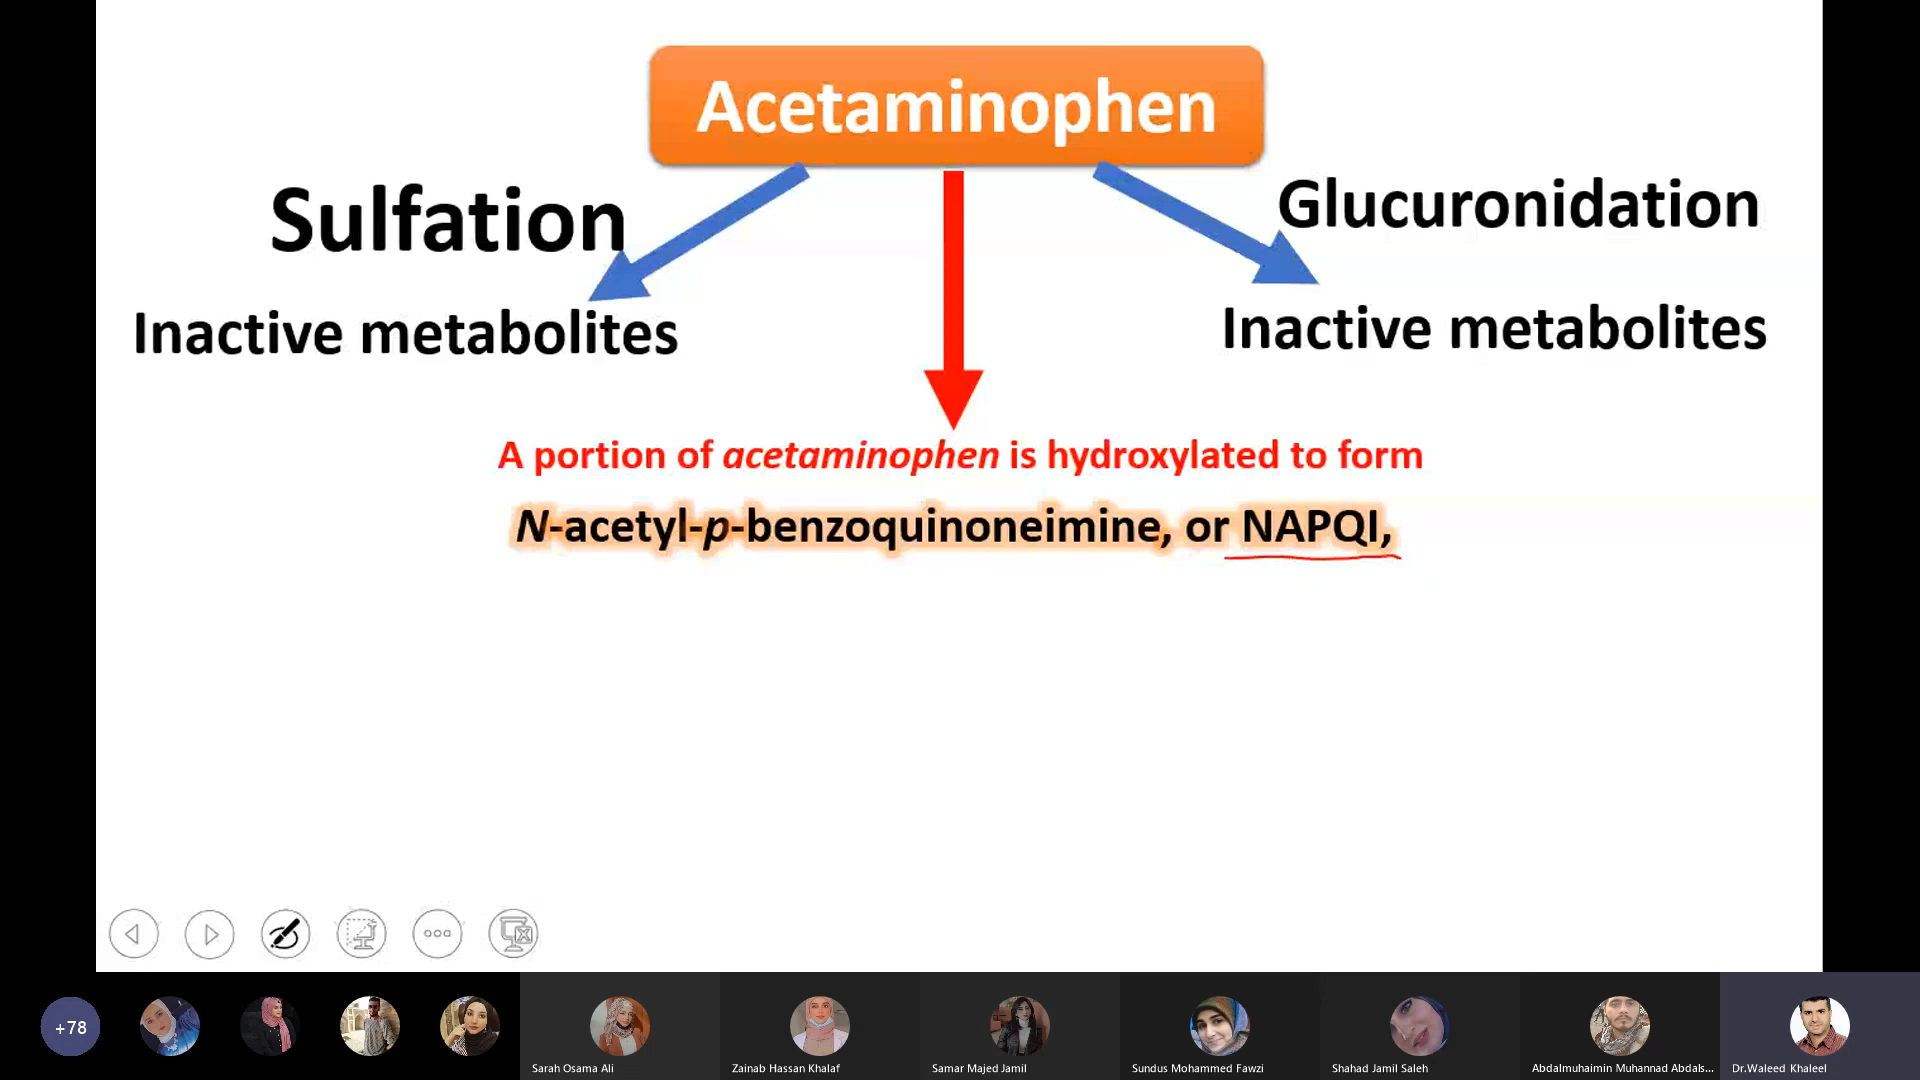 Acetaminophen
Sulfation
Glucuronidation
Inactive metabolites
Inactive metabolites
A portion of acetaminophen is hydroxylated to form
N-acetyl-p-benzoquinoneimine, or NAPQI,
+78
Sarah Osama Ali
Zainab Hassan Khalaf
Samar Majed Jamil
Sundus Mohammed Fawzi
Shahad Jamil Saleh
Abdalmuhaimin Muhannad Abdals...
Dr.Waleed Khaleel